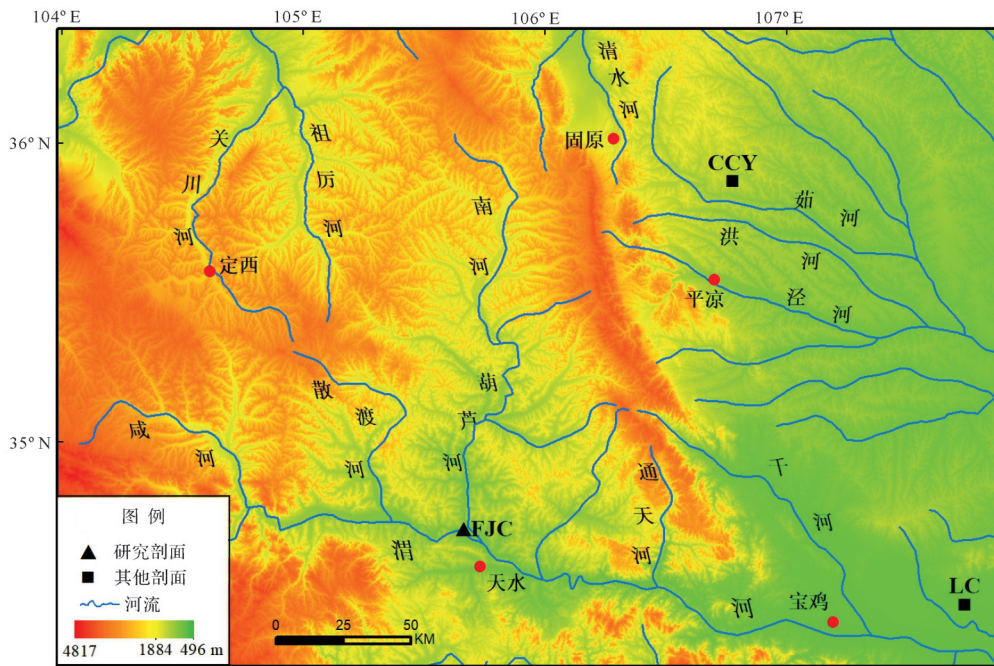 104° E
105° E
106° E
107° E
36° N
35° N
清水河
固原
CCY
茹河
洪河
泾河
平凉
关川河
祖厉河
定西
南河
葫芦河
散渡河
咸河
通天河
千河
FJC
渭河
天水
宝鸡
LC
图 例
研究剖面
其他剖面
河流
4817 1884 496 m
0 25 50
KM